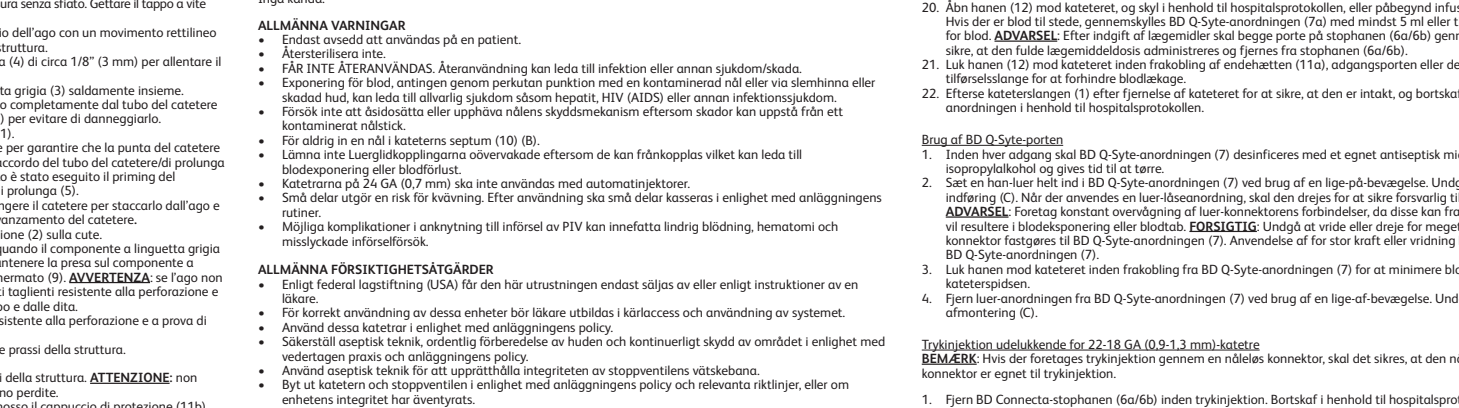 ura senza sfiato. Gettare il tappo a vite
io dell'ago con un movimento rettilineo
struttura.
a (4) di circa 1/8" (3 mm) per allentare il
ta grigia (3) saldamente insieme.
o completamente dal tubo del catetere
) per evitare di danneggiarlo.
1).
e per garantire che la punta del catetere
accordo del tubo del catetere/di prolunga
o è stato eseguito il priming del
i prolunga (5).
ngere il catetere per staccarlo dall'ago e
vanzamento del catetere.
ione (2) sulla cute.
quando il componente a linguetta grigia
antenere la presa sul componente a
hermato (9). AVVERTENZA: se l'ago non
ti taglienti resistente alla perforazione e
po e dalle dita.
sistente alla perforazione e a prova di
e prassi della struttura.
i della struttura. ATTENZIONE: non
no perdite.
nosso il cappuccio di protezione (11b)
ALLMÄNNA VARNINGAR
• Endast avsedd att användas på en patient.
• Återsterilisera inte.
• FÅR INTE ÅTERANVÄNDAS. Återanvändning kan leda till infektion eller annan sjukdom/skada.
• Exponering för blod, antingen genom perkutan punktion med en kontaminerad nål eller via slemhinna eller
skadad hud, kan leda till allvarlig sjukdom såsom hepatit, HIV (AIDS) eller annan infektionssjukdom.
• Försök inte att åsidosätta eller upphäva nålens skyddsmekanism eftersom skador kan uppstå från ett
kontaminerat nålstick.
• För aldrig in en nål i kateterns septum (10) (B).
• Lämna inte Luerglidkopplingarna oövervakade eftersom de kan frånkopplas vilket kan leda till
blodexponering eller blodförlust.
• Katetrarna på 24 GA (0,7 mm) ska inte användas med automatinjektorer.
• Små delar utgör en risk för kvävning. Efter användning ska små delar kasseras i enlighet med anläggningens
rutiner.
• Möjliga komplikationer i anknytning till införsel av PIV kan innefatta lindrig blödning, hematomi och
misslyckade införselförsök.
ALLMÄNNA FÖRSIKTIGHETSÅTGÄRDER
• Enligt federal lagstiftning (USA) får den här utrustningen endast säljas av eller enligt instruktioner av en
läkare.
• För korrekt användning av dessa enheter bör läkare utbildas i kärlaccess och användning av systemet.
• Använd dessa katetrar i enlighet med anläggningens policy.
• Säkerställ aseptisk teknik, ordentlig förberedelse av huden och kontinuerligt skydd av området i enlighet med
vedertagen praxis och anläggningens policy.
• Använd aseptisk teknik för att upprätthålla integriteten av stoppventilens vätskebana.
• Byt ut katetern och stoppventilen i enlighet med anläggningens policy och relevanta riktlinjer, eller om
enhetens integritet har äventyrats.
20. Åbn hanen (12) mod kateteret, og skyl i henhold til hospitalsprotokollen, eller påbegynd infus
Hvis der er blod til stede, gennemskylles BD Q-Syte-anordningen (7a) med mindst 5 ml eller t
for blod. ADVARSEL: Efter indgift af lægemidler skal begge porte på stophanen (6a/6b) genn
sikre, at den fulde lægemiddeldosis administreres og fjernes fra stophanen (6a/6b).
21. Luk hanen (12) mod kateteret inden frakobling af endehætten (11a), adgangsporten eller de
tilførselsslange for at forhindre blodlækage.
22. Efterse kateterslangen (1) efter fjernelse af kateteret for at sikre, at den er intakt, og bortskaf
anordningen i henhold til hospitalsprotokollen.
Brug af BD Q-Syte-porten
1. Inden hver adgang skal BD Q-Syte-anordningen (7) desinficeres med et egnet antiseptisk mid
isopropylalkohol og gives tid til at tørre.
2. Sæt en han-luer helt ind i BD Q-Syte-anordningen (7) ved brug af en lige-på-bevægelse. Undg
indføring (C). Når der anvendes en luer-låseanordning, skal den drejes for at sikre forsvarlig til
ADVARSEL: Foretag konstant overvågning af luer-konnektorens forbindelser, da disse kan fra
vil resultere i blodeksponering eller blodtab. FORSIGTIG: Undgå at vride eller dreje for meget
konnektor fastgøres til BD Q-Syte-anordningen (7). Anvendelse af for stor kraft eller vridning
BD Q-Syte-anordningen (7).
3. Luk hanen mod kateteret inden frakobling fra BD Q-Syte-anordningen (7) for at minimere blo
kateterspidsen.
4. Fjern luer-anordningen fra BD Q-Syte-anordningen (7) ved brug af en lige-af-bevægelse. Und
afmontering (C).
Trykinjektion udelukkende for 22-18 GA (0,9-1,3 mm)-katetre
BEMÆRK: Hvis der foretages trykinjektion gennem en nåleløs konnektor, skal det sikres, at den n
konnektor er egnet til trykinjektion.
1. Fjern BD Connecta-stophanen (6a/6b) inden trykinjektion. Bortskaf i henhold til hospitalsprot